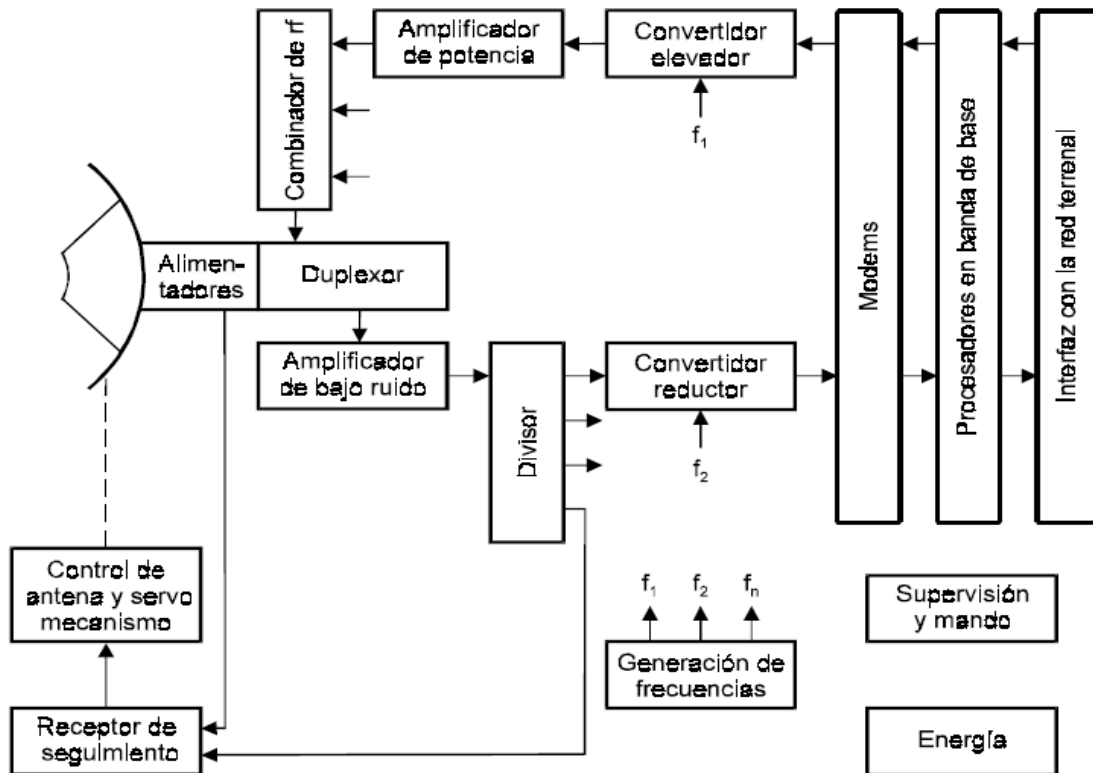 Combinador de rf
Amplificador
de potencia
Convertidor
elevador
f1
Modems
Procesadores en banda de base
Interfaz con la red terrenal
Alimen-
tadores
Duplexor
Amplificador
de bajo ruido
Divisor
Convertidor
reductor
f2
Control de
antena y servo
mecanismo
f1 f2 fn
Generación de
frecuencias
Supervisión
y mando
Receptor de
seguimiento
Energía